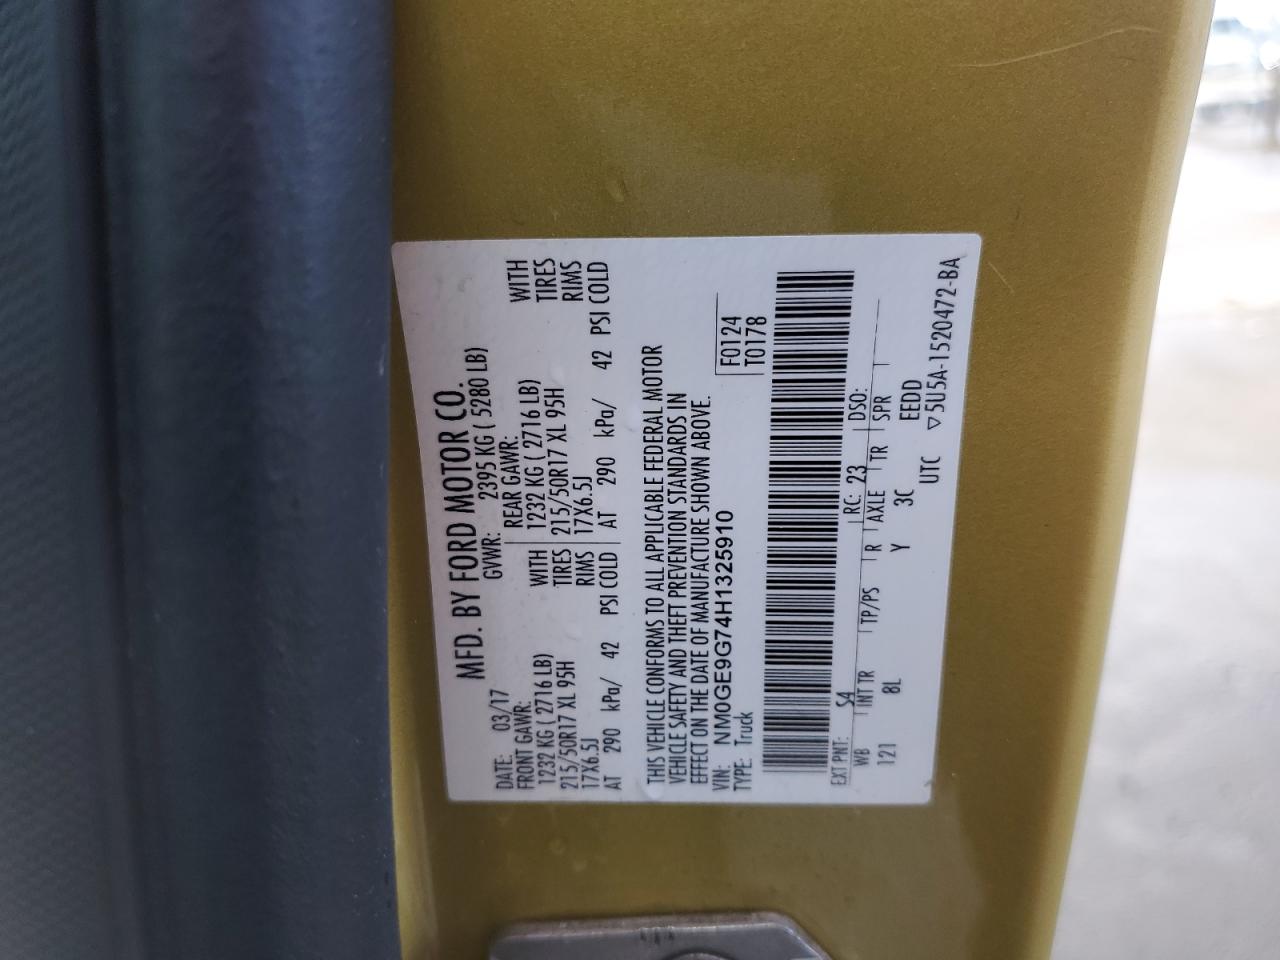 MFD. BY FORD MOTOR CO.
DATE: 03/17 GVWR: 2395 KG ( 5280 LB)
FRONT GAWR: REAR GAWR:
1232 KG ( 2716 LB) WITH 1232 KG ( 2716 LB) WITH
215/50R17 XL 95H TIRES 215/50R17 XL 95H TIRES
17X6.5J RIMS 17X6.5J RIMS
AT 290 kPa/ 42 PSI COLD AT 290 kPa/ 42 PSI COLD
THIS VEHICLE CONFORMS TO ALL APPLICABLE FEDERAL MOTOR
VEHICLE SAFETY AND THEFT PREVENTION STANDARDS IN
EFFECT ON THE DATE OF MANUFACTURE SHOWN ABOVE.
VIN: NM0GE9G74H1325910 F0124
TYPE: Truck T0178
EXT PNT: S4 RC: 23 DSO:
WB INT TR TP/PS R AXLE TR SPR
121 8L Y 3C EEDD
UTC ▽5U5A-1520472-BA